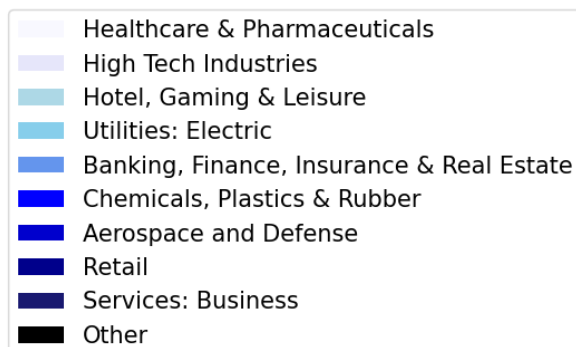 Healthcare & Pharmaceuticals
High Tech Industries
Hotel, Gaming & Leisure
Utilities: Electric
Banking, Finance, Insurance & Real Estate
Chemicals, Plastics & Rubber
Aerospace and Defense
Retail
Services: Business
Other